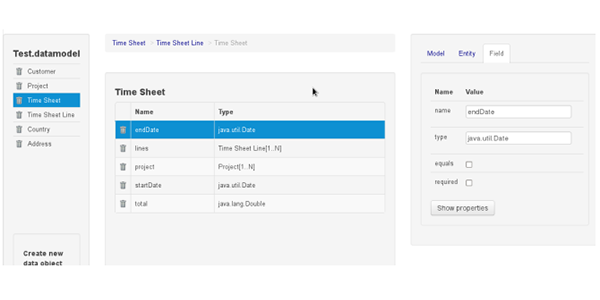 Test.datamodel
Customer
Project
Time Sheet
Time Sheet Line
Country
Address
Create new
data object
Time Sheet > Time Sheet Line > Time Sheet
Time Sheet
Name Type
endDate java.util.Date
lines Time Sheet Line[1..N]
project Project[1..N]
startDate java.util.Date
total java.lang.Double
Model Entity Field
Name Value
name endDate
type java.util.Date
equals
required
Show properties